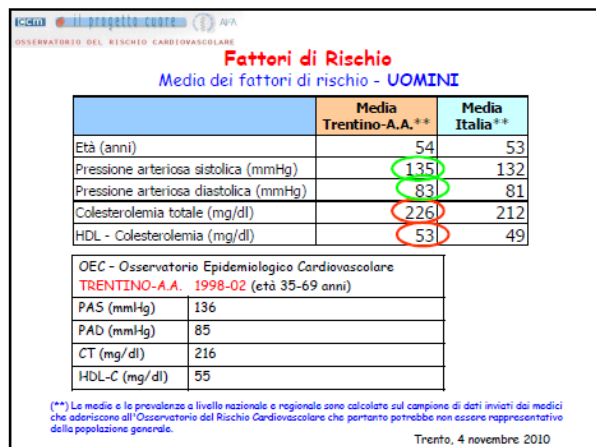 iccm il progetto cuore AFA
OSSERVATORIO DEL RISCHIO CARDIOVASCOLARE
Fattori di Rischio
Media dei fattori di rischio - UOMINI
Media Trentino-A.A.** Media Italia**
Età (anni) 54 53
Pressione arteriosa sistolica (mmHg) 135 132
Pressione arteriosa diastolica (mmHg) 83 81
Colesterolemia totale (mg/dl) 226 212
HDL - Colesterolemia (mg/dl) 53 49
OEC – Osservatorio Epidemiologico Cardiovascolare
TRENTINO-A.A. 1998-02 (età 35-69 anni)
PAS (mmHg) 136
PAD (mmHg) 85
CT (mg/dl) 216
HDL-C (mg/dl) 55
(**) Le medie e le prevalenze a livello nazionale e regionale sono calcolate sul campione di dati inviati dai medici
che aderiscono all'Osservatorio del Rischio Cardiovascolare che pertanto potrebbe non essere rappresentativo
della popolazione generale.
Trento, 4 novembre 2010